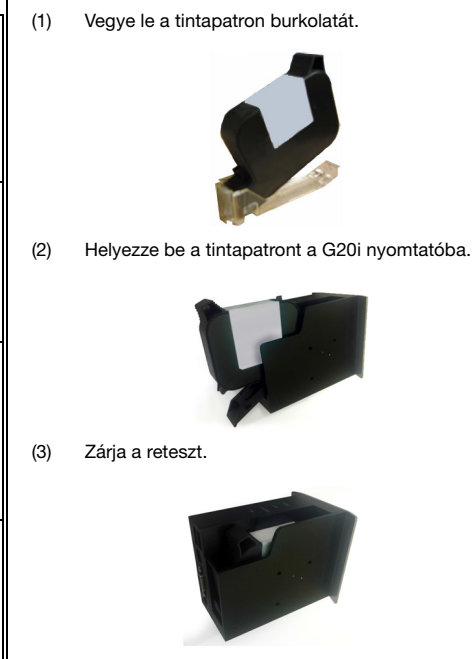 (1) Vegye le a tintapatron burkolatát.
(2) Helyezze be a tintapatront a G20i nyomtatóba.
(3) Zárja a reteszt.